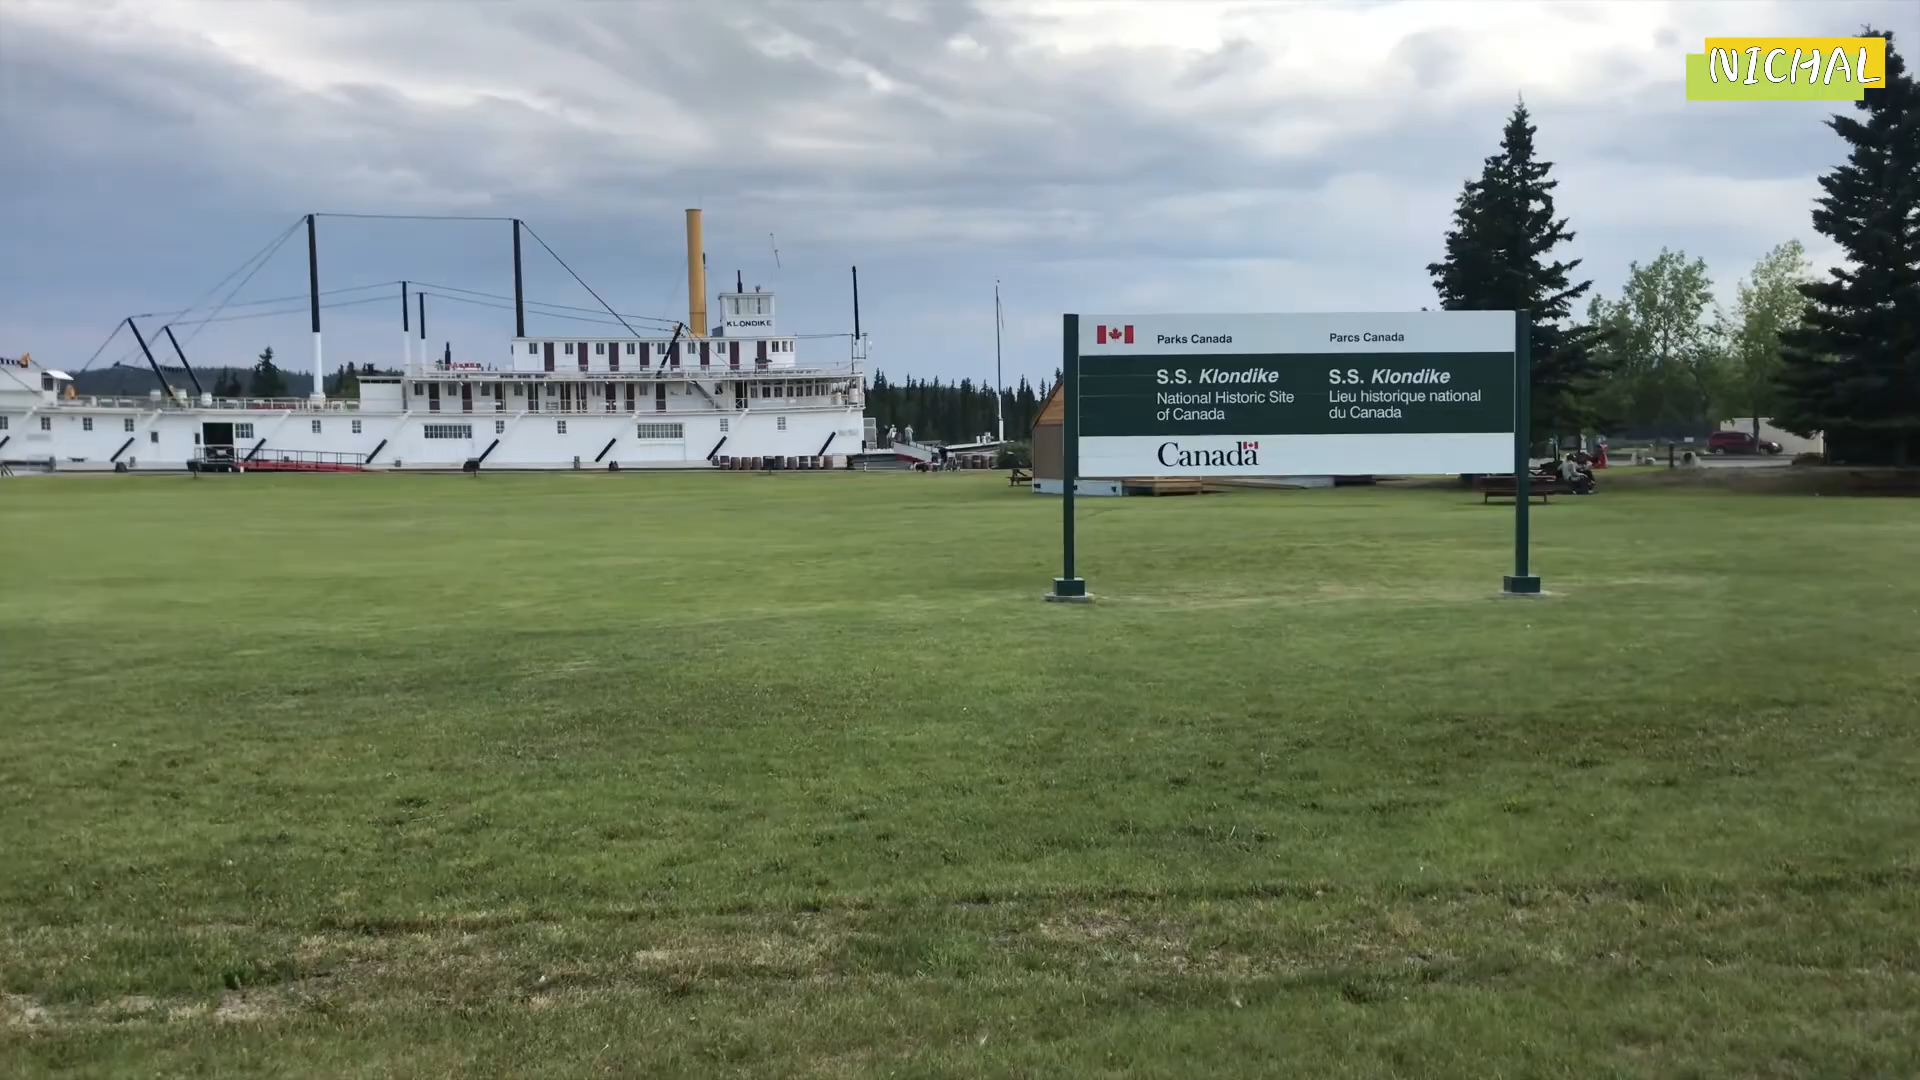 NICHAL
KLONDIKE
Parks Canada
Parcs Canada
S.S. Klondike
National Historic Site
of Canada
S.S. Klondike
Lieu historique national
du Canada
Canada